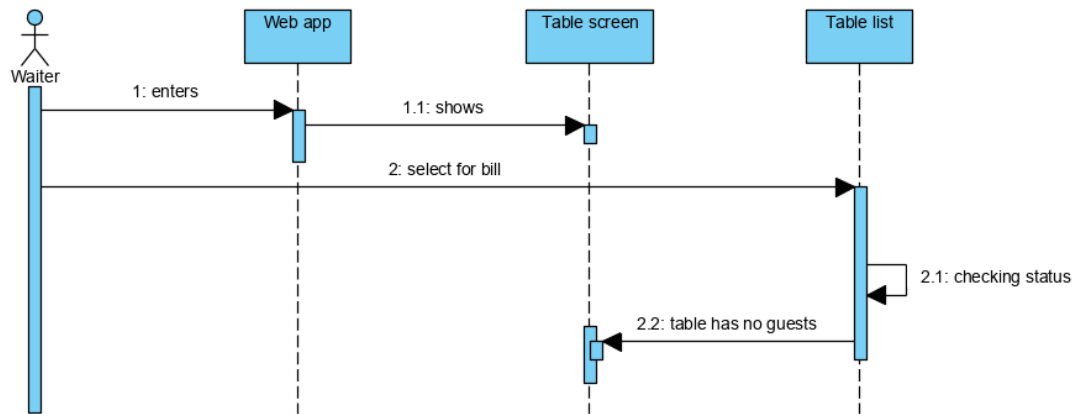 Web app
Table screen
Table list
Waiter
1: enters
1.1: shows
2: select for bill
2.1: checking status
2.2: table has no guests